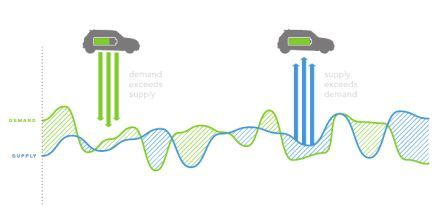 demand
exceeds
supply
supply
exceeds
demand
DEMAND
SUPPLY